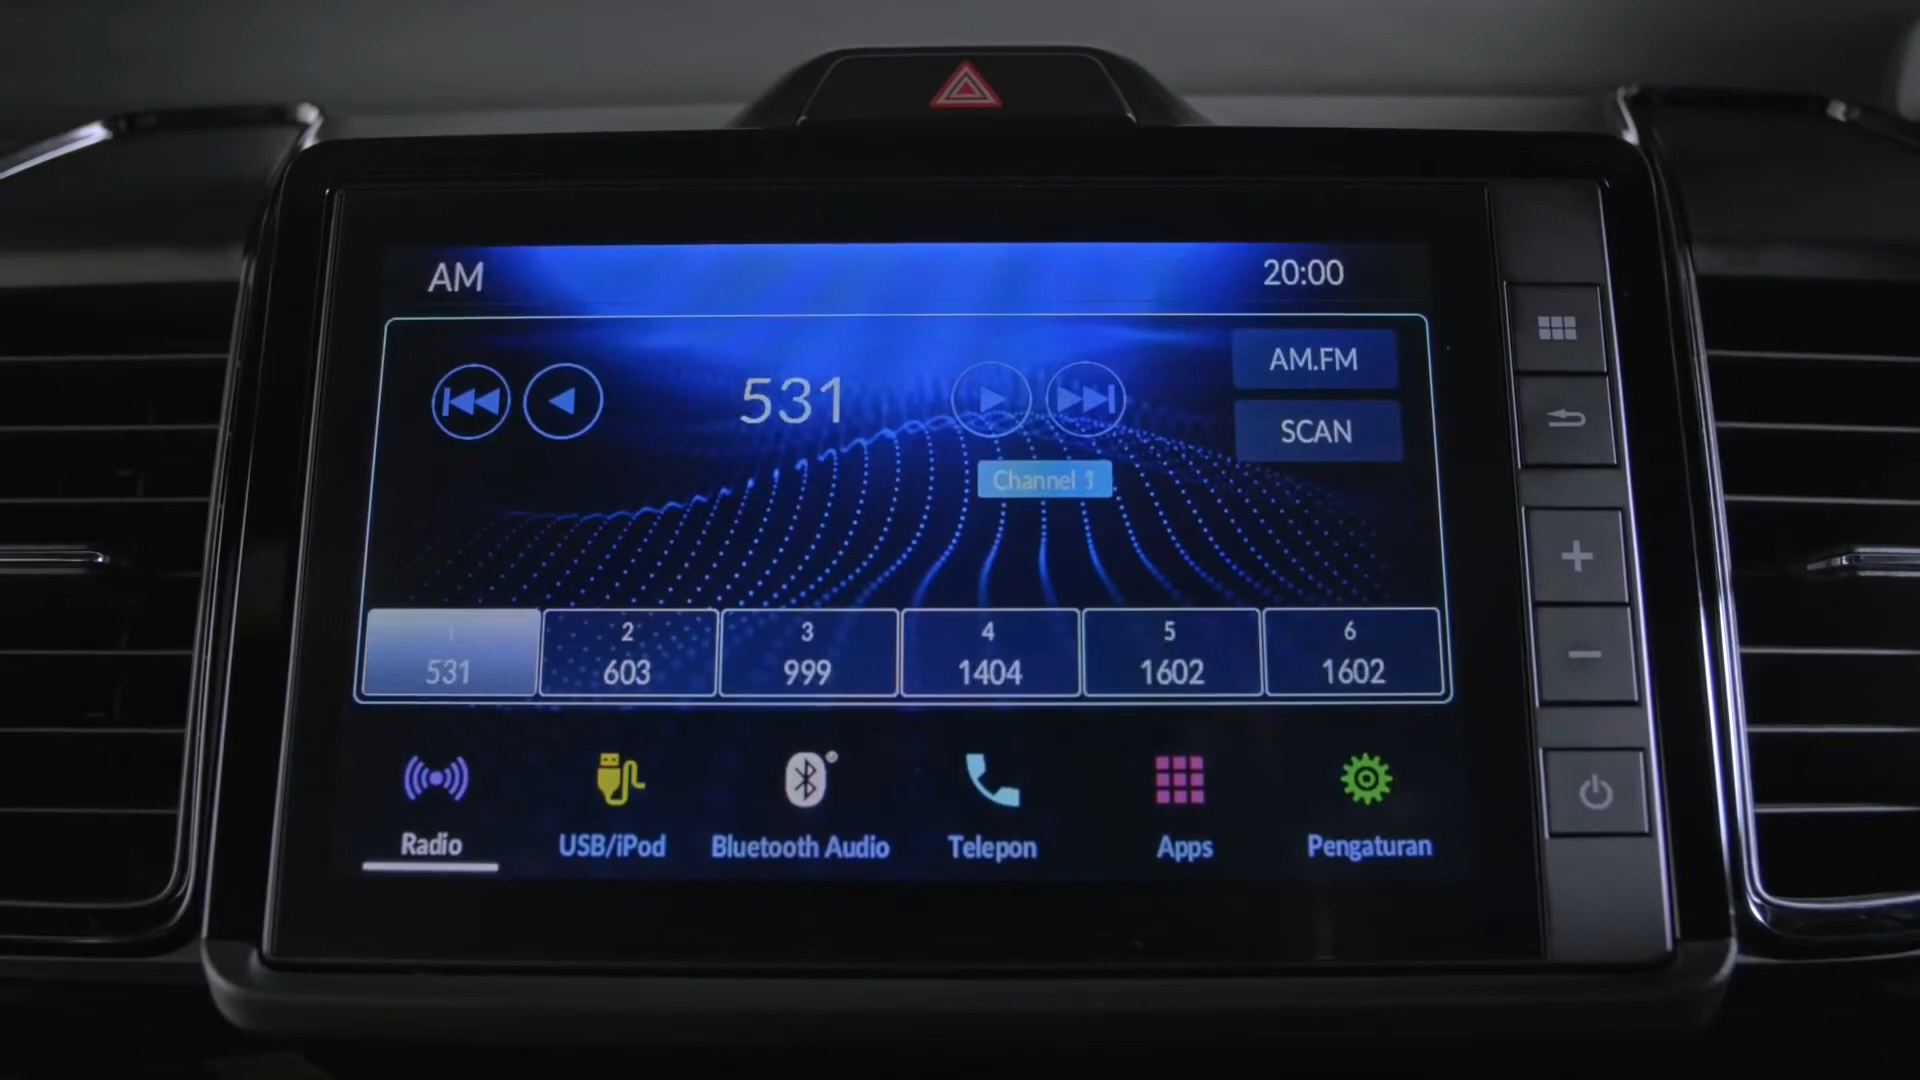 AM 20:00
AM.FM
531
SCAN
Channel
1 2 3 4 5 6
531 603 999 1404 1602 1602
Radio USB/iPod Bluetooth Audio Telepon Apps Pengaturan